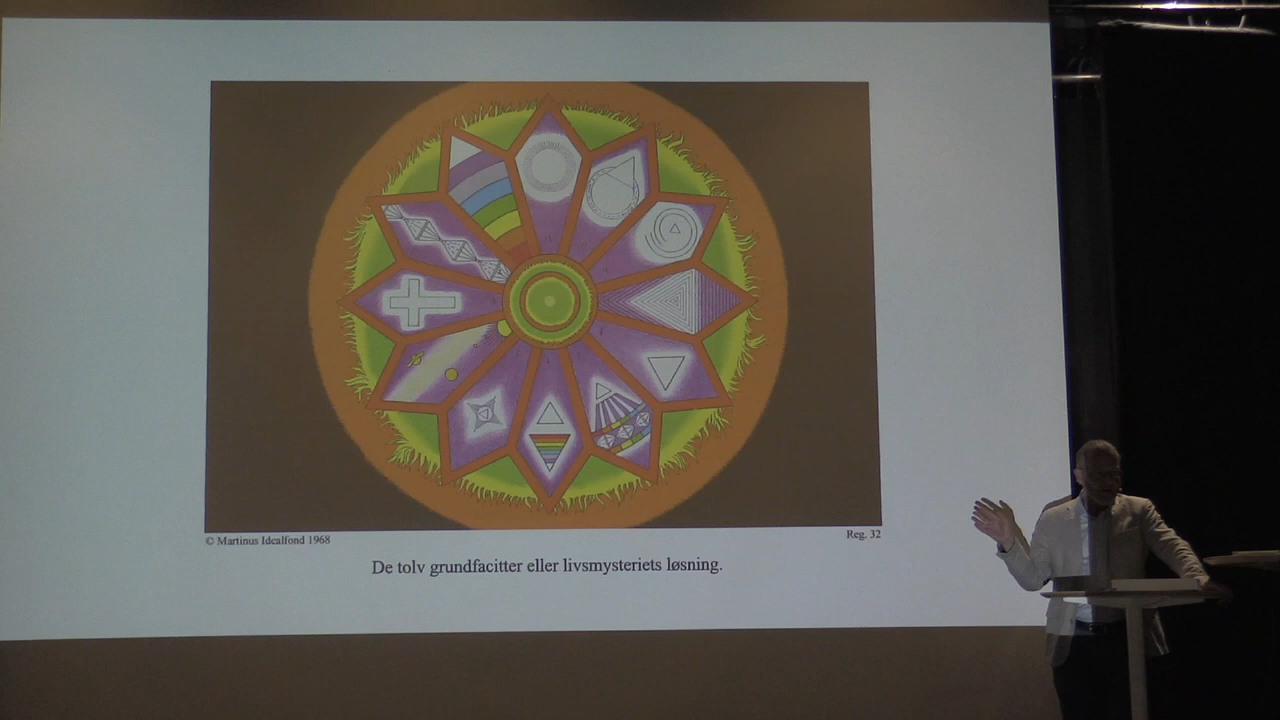 © Martinus Idealfond 1968
Reg. 32
De tolv grundfacitter eller livsmysteriets løsning.